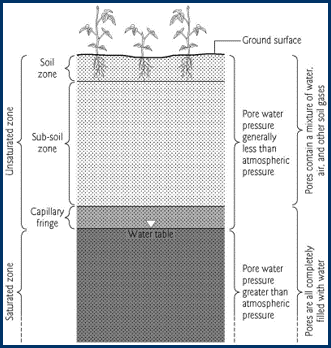 Ground surface
Soil
zone
Unsaturated zone
Sub-soil
zone
Pore water
pressure
generally
less than
atmospheric
pressure
Pores contain a mixture of water,
air, and other soil gases
Capillary
fringe
Water table
Saturated zone
Pore water
pressure
greater than
atmospheric
pressure
Pores are all completely
filled with water